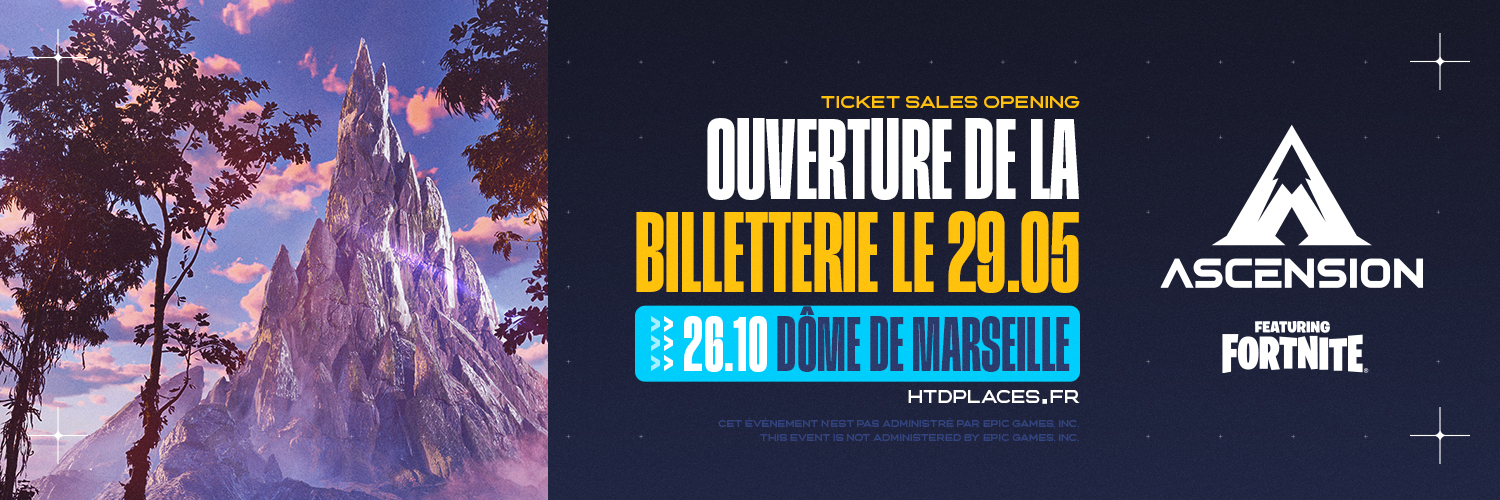 TICKET SALES OPENING
OUVERTURE DE LA
BILLETTERIE LE 29.05
26.10 DÔME DE MARSEILLE
HTDPLACES.FR
CET ÉVÉNEMENT N'EST PAS ADMINISTRÉ PAR EPIC GAMES, INC.
THIS EVENT IS NOT ADMINISTERED BY EPIC GAMES, INC.
ASCENSION
FEATURING
FORTNITE®